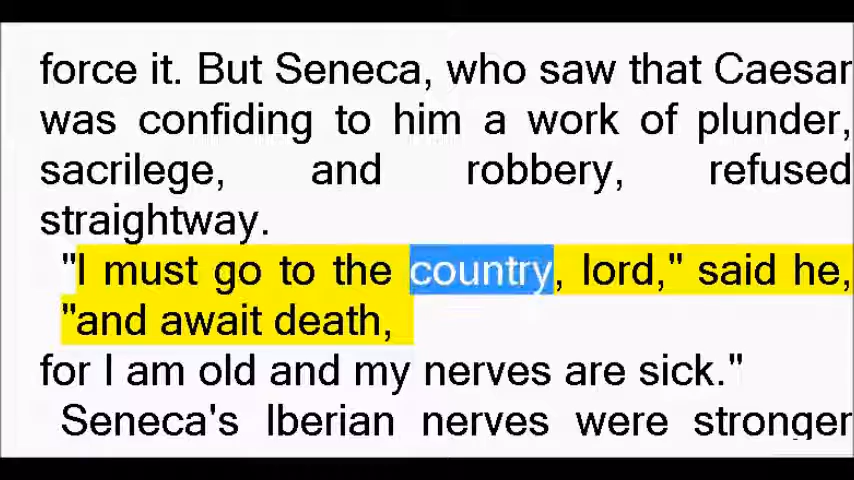 force it. But Seneca, who saw that Caesar
was confiding to him a work of plunder,
sacrilege, and robbery, refused
straightway.
"I must go to the country, lord," said he,
"and await death,
for I am old and my nerves are sick."
Seneca's Iberian nerves were stronger